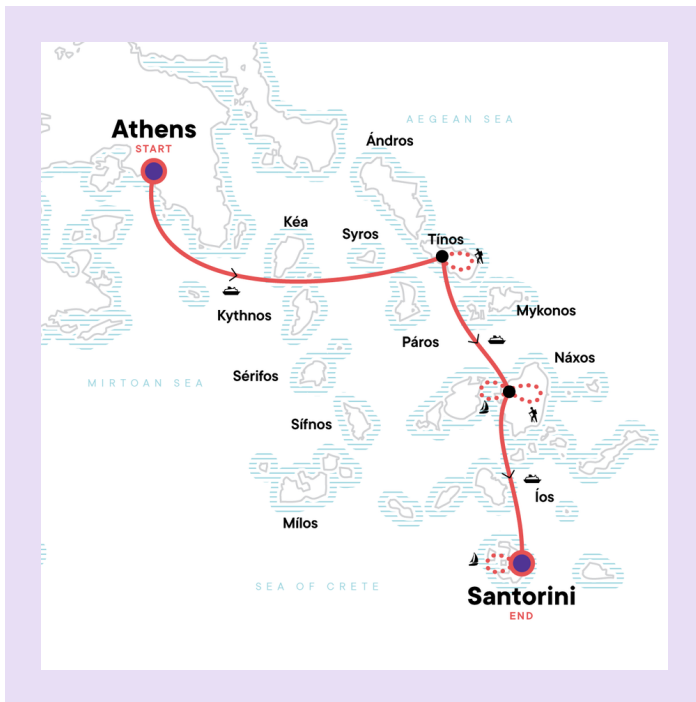 AEGEAN SEA
Athens
START
Ándros
Kéa
Syros
Tínos
Kythnos
Mykonos
Páros
Náxos
Sérifos
MIRTOAN SEA
Sífnos
Íos
Mílos
SEA OF CRETE
Santorini
END